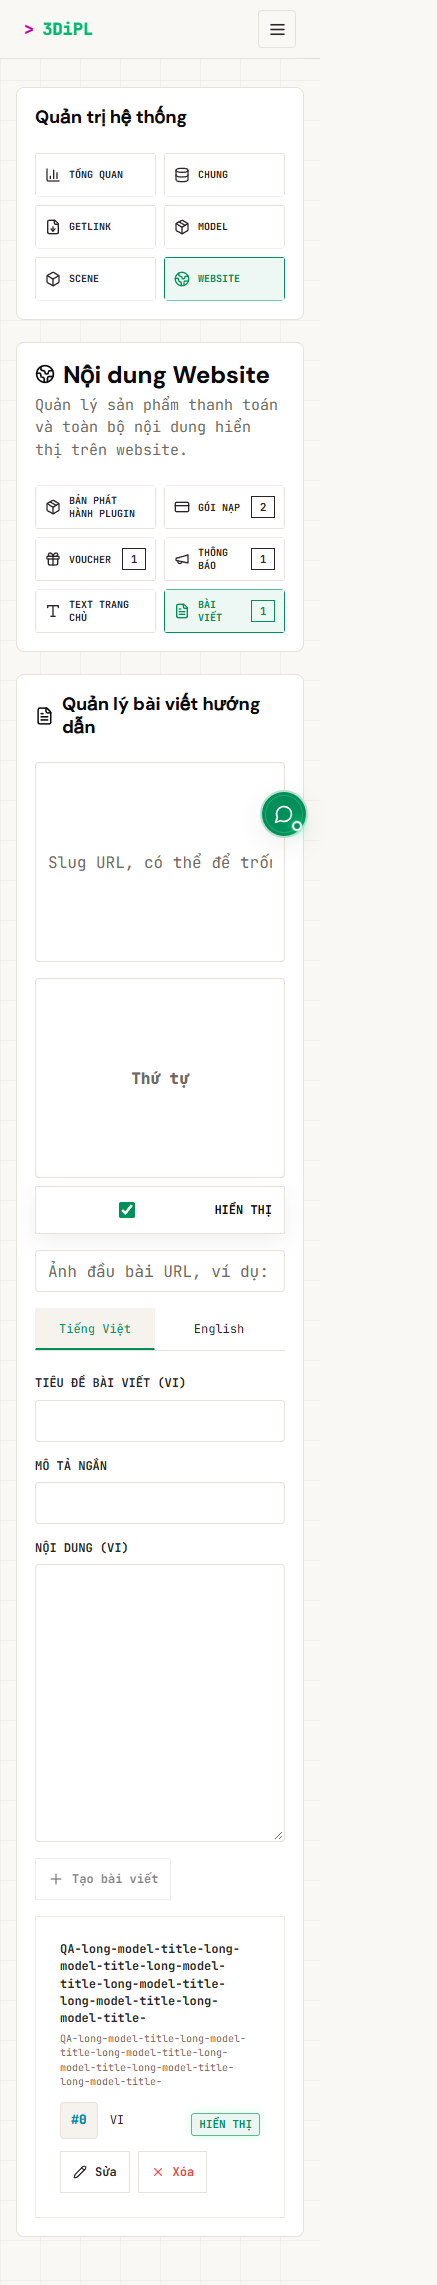 > 3DiPL
Quản trị hệ thống
TỔNG QUAN
CHUNG
GETLINK
MODEL
SCENE
WEBSITE
Nội dung Website
Quản lý sản phẩm thanh toán
và toàn bộ nội dung hiển
thị trên website.
BẢN PHÁT
HÀNH PLUGIN
GÓI NẠP 2
VOUCHER 1
THÔNG
BÁO 1
TEXT TRANG
CHỦ
BÀI
VIẾT 1
Quản lý bài viết hướng
dẫn
Slug URL, có thể để trố
Thứ tự
HIỂN THỊ
Ảnh đầu bài URL, ví dụ:
Tiếng Việt English
TIÊU ĐỀ BÀI VIẾT (VI)
MÔ TẢ NGẮN
NỘI DUNG (VI)
Tạo bài viết
QA-long-model-title-long-
model-title-long-model-
title-long-model-title-
long-model-title-long-
model-title-
QA-long-model-title-long-model-
title-long-model-title-long-
model-title-long-model-title-
long-model-title-
#0 VI HIỂN THỊ
Sửa Xóa